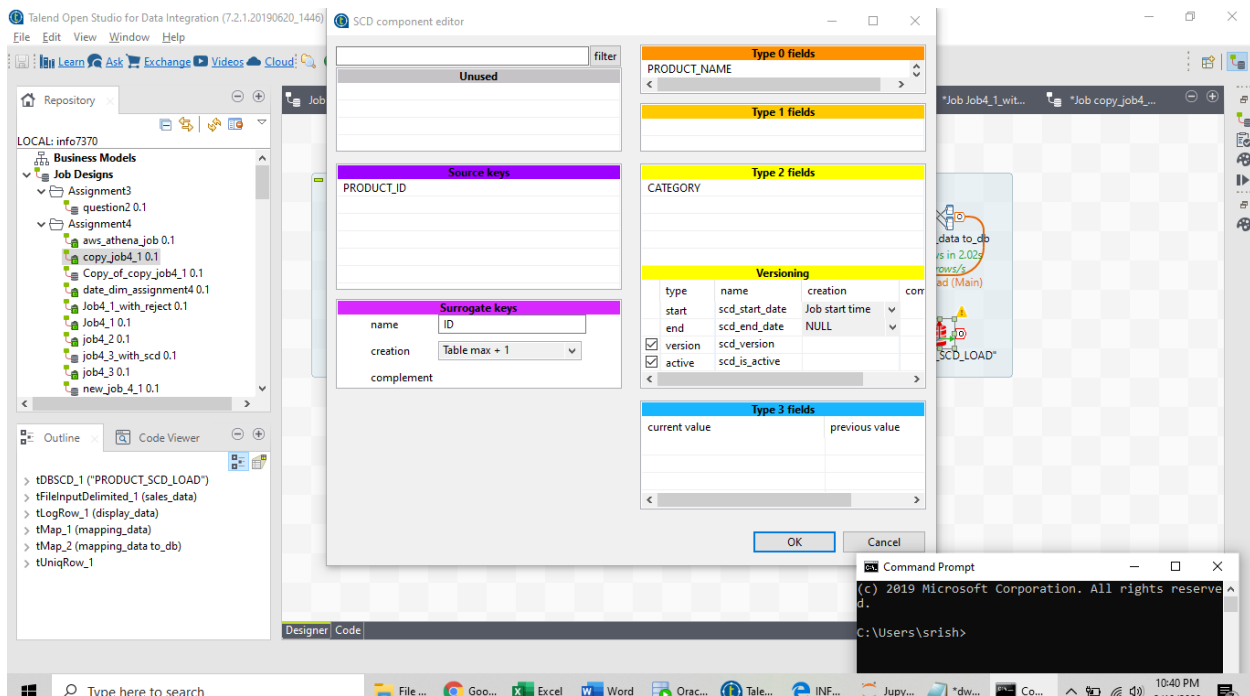 Talend Open Studio for Data Integration (7.2.1.20190620_1446)
File Edit View Window Help
Learn Ask Exchange Videos Cloud
Repository
LOCAL: info7370
Business Models
Job Designs
Assignment3
question2 0.1
Assignment4
aws_athena_job 0.1
copy_job4_1 0.1
Copy_of_copy_job4_1 0.1
date_dim_assignment4 0.1
Job4_1_with_reject 0.1
Job4_1 0.1
job4_2 0.1
job4_3_with_scd 0.1
job4_3 0.1
new_job_4_1 0.1
Outline Code Viewer
tDBSCD_1 ("PRODUCT_SCD_LOAD")
tFileInputDelimited_1 (sales_data)
tLogRow_1 (display_data)
tMap_1 (mapping_data)
tMap_2 (mapping_data to_db)
tUniqRow_1
Job
SCD component editor
filter
Unused
Source keys
PRODUCT_ID
Surrogate keys
name ID
creation Table max + 1
complement
Type 0 fields
PRODUCT_NAME
Type 1 fields
Type 2 fields
CATEGORY
Versioning
type name creation com
start scd_start_date Job start time
end scd_end_date NULL
version scd_version
active scd_is_active
Type 3 fields
current value previous value
OK Cancel
*Job Job4_1_wit... *Job copy_job4_...
_data to_db
s in 2.02s
rows/s
ad (Main)
_SCD_LOAD"
Designer Code
Command Prompt
(c) 2019 Microsoft Corporation. All rights reserve
d.
C:\Users\srish>
Type here to search
File ... Goo... Excel Word Orac... Tale... INF... Jupy... *dw... Co...
10:40 PM